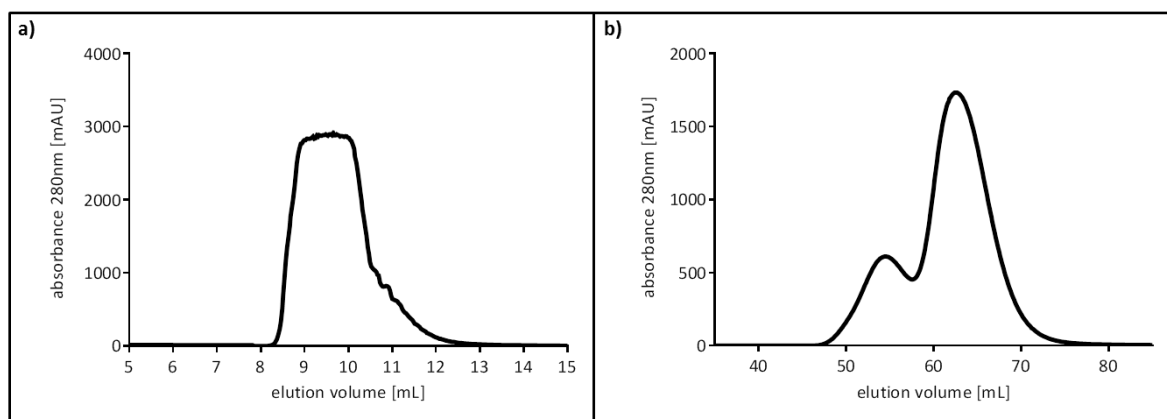 a)
4000
3000
2000
1000
0
absorbance 280nm [mAU]
5 6 7 8 9 10 11 12 13 14 15
elution volume [mL]
b)
2000
1500
1000
500
0
absorbance 280nm [mAU]
40 50 60 70 80
elution volume [mL]